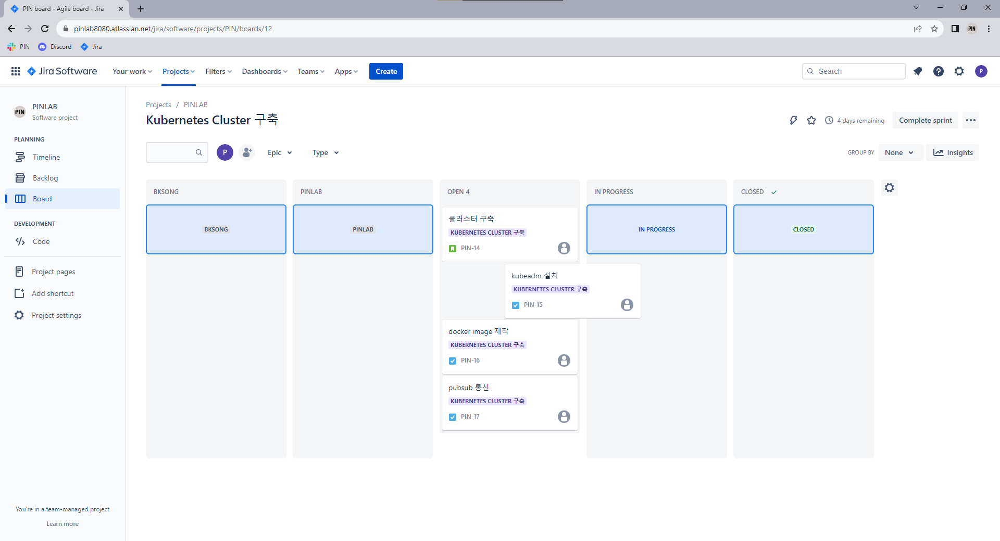 PIN board - Agile board - Jira
pinlab8080.atlassian.net/jira/software/projects/PIN/boards/12
PIN
PIN
Discord
Jira
Jira Software
Your work
Projects
Filters
Dashboards
Teams
Apps
Create
Search
P
PIN
PINLAB
Software project
PLANNING
Timeline
Backlog
Board
DEVELOPMENT
Code
Project pages
Add shortcut
Project settings
You're in a team-managed project
Learn more
Projects / PINLAB
Kubernetes Cluster 구축
4 days remaining
Complete sprint
P
Epic
Type
GROUP BY
None
Insights
BKSONG
BKSONG
PINLAB
PINLAB
OPEN 4
클러스터 구축
KUBERNETES CLUSTER 구축
PIN-14
kubeadm 설치
KUBERNETES CLUSTER 구축
PIN-15
docker image 제작
KUBERNETES CLUSTER 구축
PIN-16
pubsub 통신
KUBERNETES CLUSTER 구축
PIN-17
IN PROGRESS
IN PROGRESS
CLOSED
CLOSED